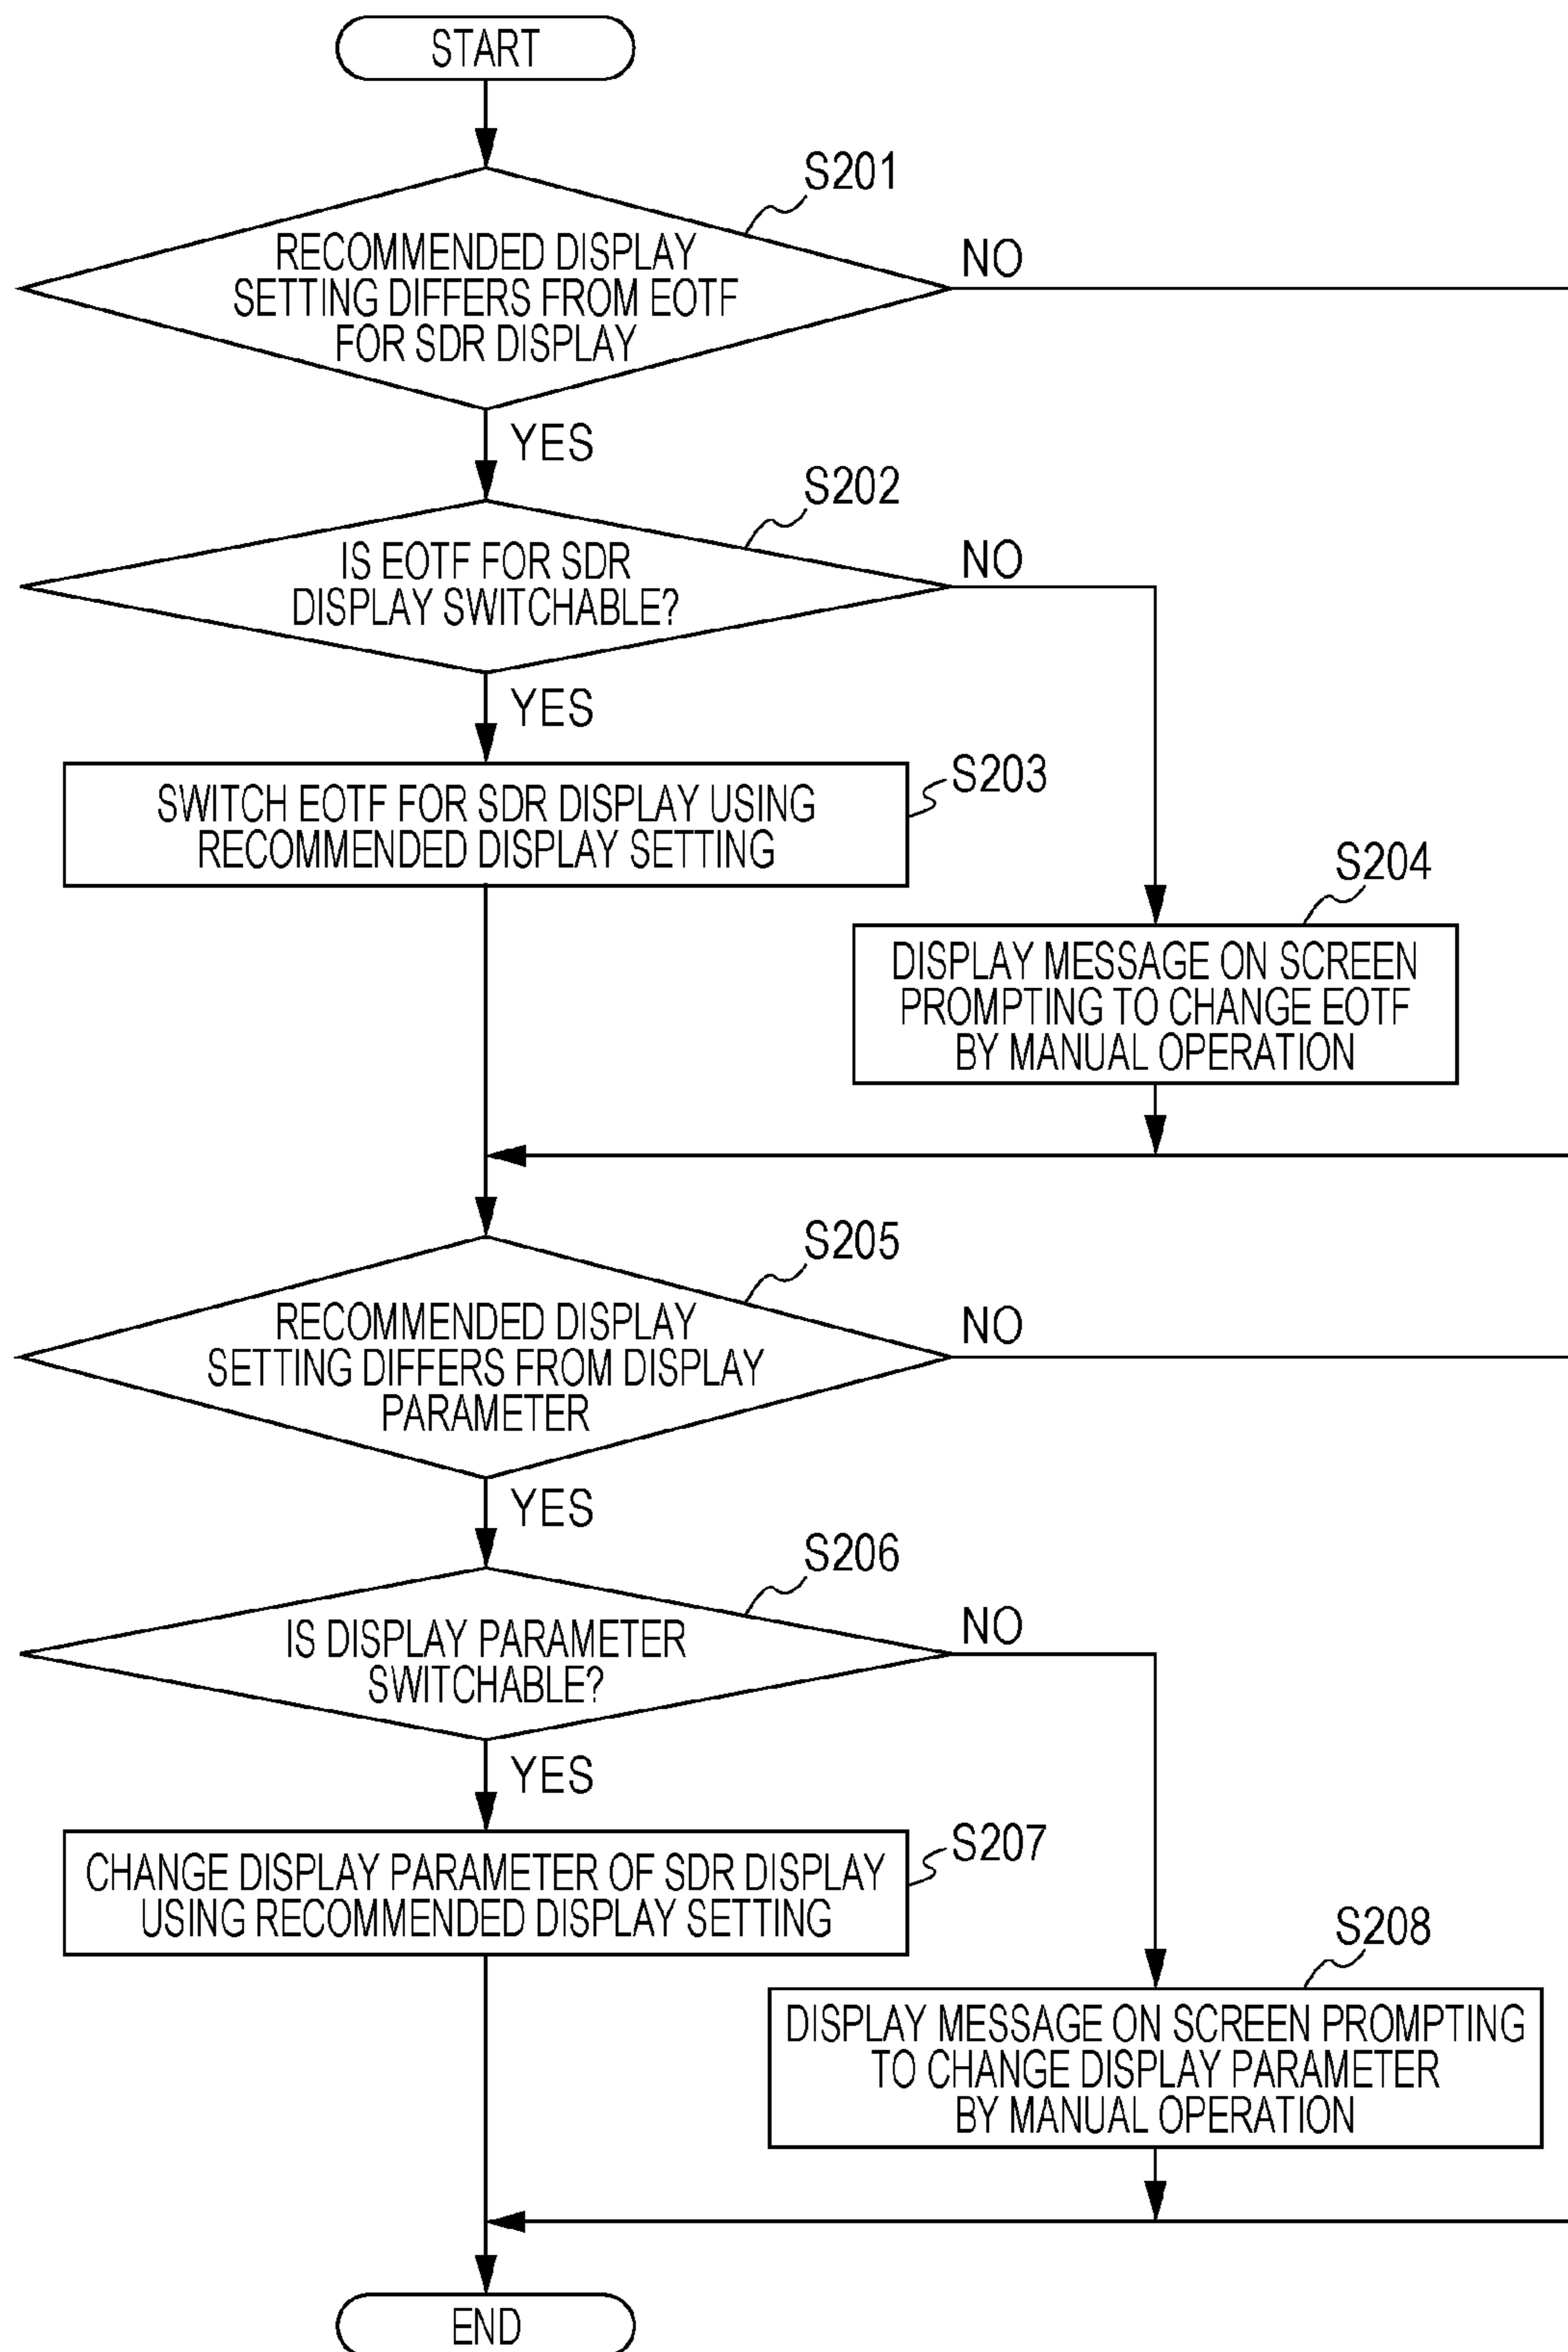 START
S201
RECOMMENDED DISPLAY
SETTING DIFFERS FROM EOTF
FOR SDR DISPLAY
NO
YES
S202
IS EOTF FOR SDR
DISPLAY SWITCHABLE?
NO
YES
S203
SWITCH EOTF FOR SDR DISPLAY USING
RECOMMENDED DISPLAY SETTING
S204
DISPLAY MESSAGE ON SCREEN
PROMPTING TO CHANGE EOTF
BY MANUAL OPERATION
S205
RECOMMENDED DISPLAY
SETTING DIFFERS FROM DISPLAY
PARAMETER
NO
YES
S206
IS DISPLAY PARAMETER
SWITCHABLE?
NO
YES
S207
CHANGE DISPLAY PARAMETER OF SDR DISPLAY
USING RECOMMENDED DISPLAY SETTING
S208
DISPLAY MESSAGE ON SCREEN PROMPTING
TO CHANGE DISPLAY PARAMETER
BY MANUAL OPERATION
END